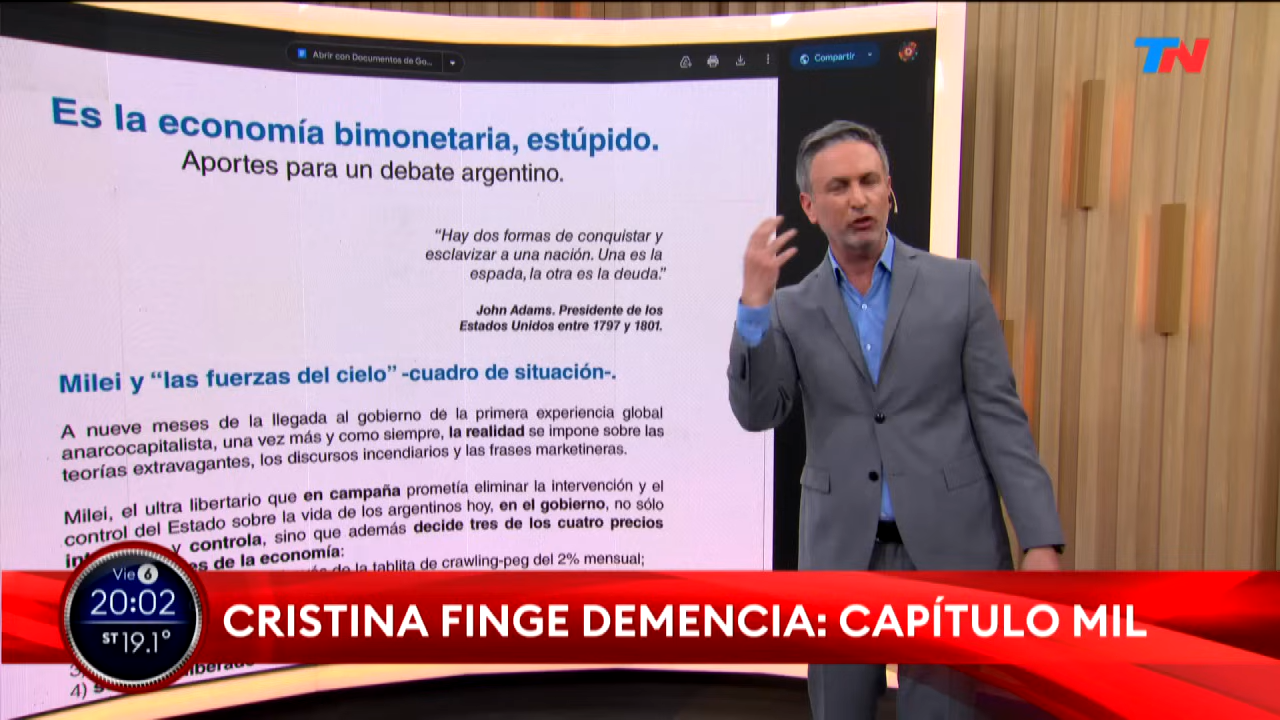 Abrir con Documentos de Go...
Compartir
TN
Es la economía bimonetaria, estúpido.
Aportes para un debate argentino.
“Hay dos formas de conquistar y
esclavizar a una nación. Una es la
espada, la otra es la deuda.”
John Adams. Presidente de los
Estados Unidos entre 1797 y 1801.
Milei y “las fuerzas del cielo” -cuadro de situación-.
A nueve meses de la llegada al gobierno de la primera experiencia global
anarcocapitalista, una vez más y como siempre, la realidad se impone sobre las
teorías extravagantes, los discursos incendiarios y las frases marketineras.
Milei, el ultra libertario que en campaña prometía eliminar la intervención y el
control del Estado sobre la vida de los argentinos hoy, en el gobierno, no sólo
y controla, sino que además decide tres de los cuatro precios
de la economía:
de la tablita de crawling-peg del 2% mensual;
Vie 6
20:02
ST 19.1°
CRISTINA FINGE DEMENCIA: CAPÍTULO MIL
4)